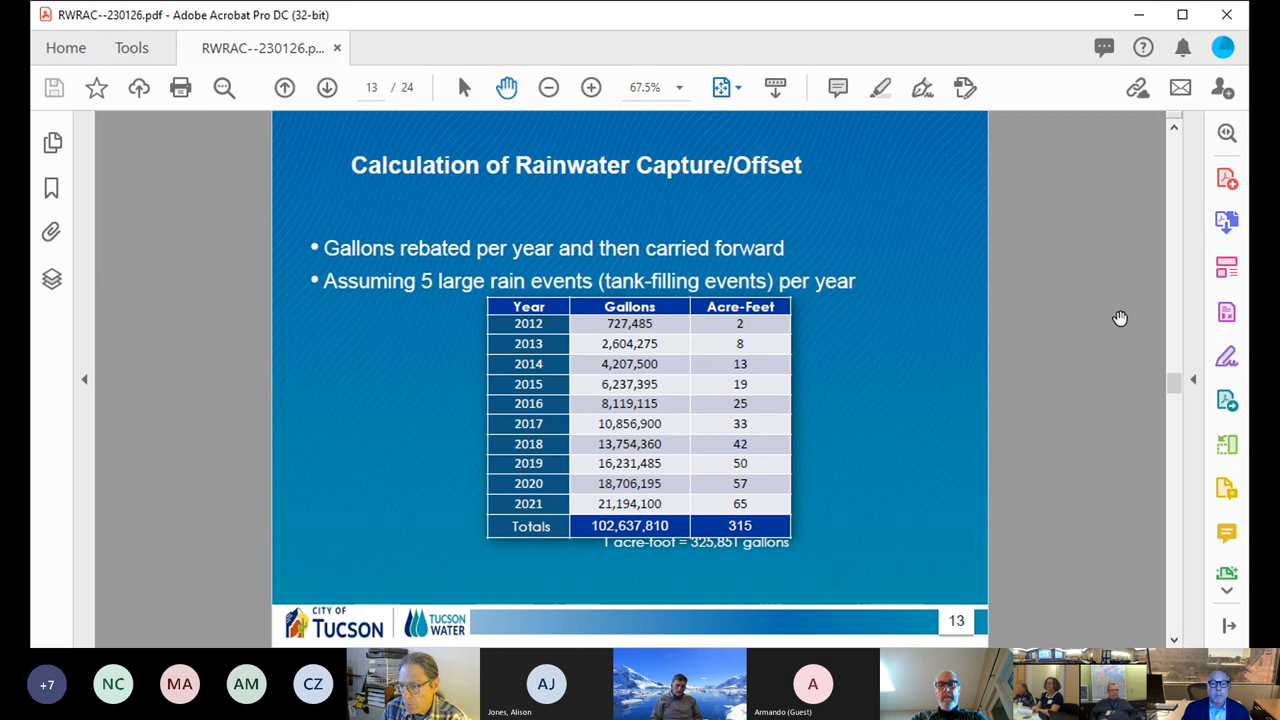 RWRAC--230126.pdf - Adobe Acrobat Pro DC (32-bit)
Home Tools RWRAC--230126.p... ×
13 / 24 67.5%
Calculation of Rainwater Capture/Offset
• Gallons rebated per year and then carried forward
• Assuming 5 large rain events (tank-filling events) per year
Year Gallons Acre-Feet
2012 727,485 2
2013 2,604,275 8
2014 4,207,500 13
2015 6,237,395 19
2016 8,119,115 25
2017 10,856,900 33
2018 13,754,360 42
2019 16,231,485 50
2020 18,706,195 57
2021 21,194,100 65
Totals 102,637,810 315
1 acre-foot = 325,851 gallons
CITY OF
TUCSON
TUCSON
WATER
13
+7 NC MA AM CZ AJ A
Jones, Alison
Armando (Guest)